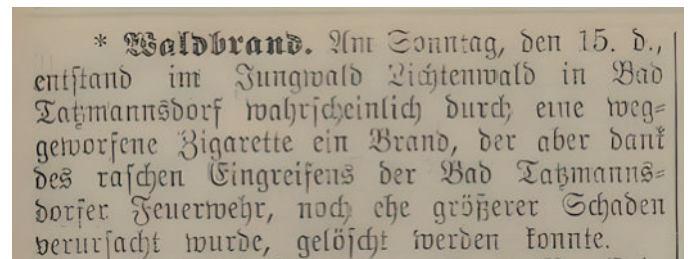 * Waldbrand. Am Sonntag, den 15. d.,
entstand im Jungwald Lichtenwald in Bad
Tatzmannsdorf wahrscheinlich durch eine weg=
geworfene Zigarette ein Brand, der aber dank
des raschen Eingreifens der Bad Tatzmanns=
dorfer Feuerwehr, noch ehe größerer Schaden
verursacht wurde, gelöscht werden konnte.